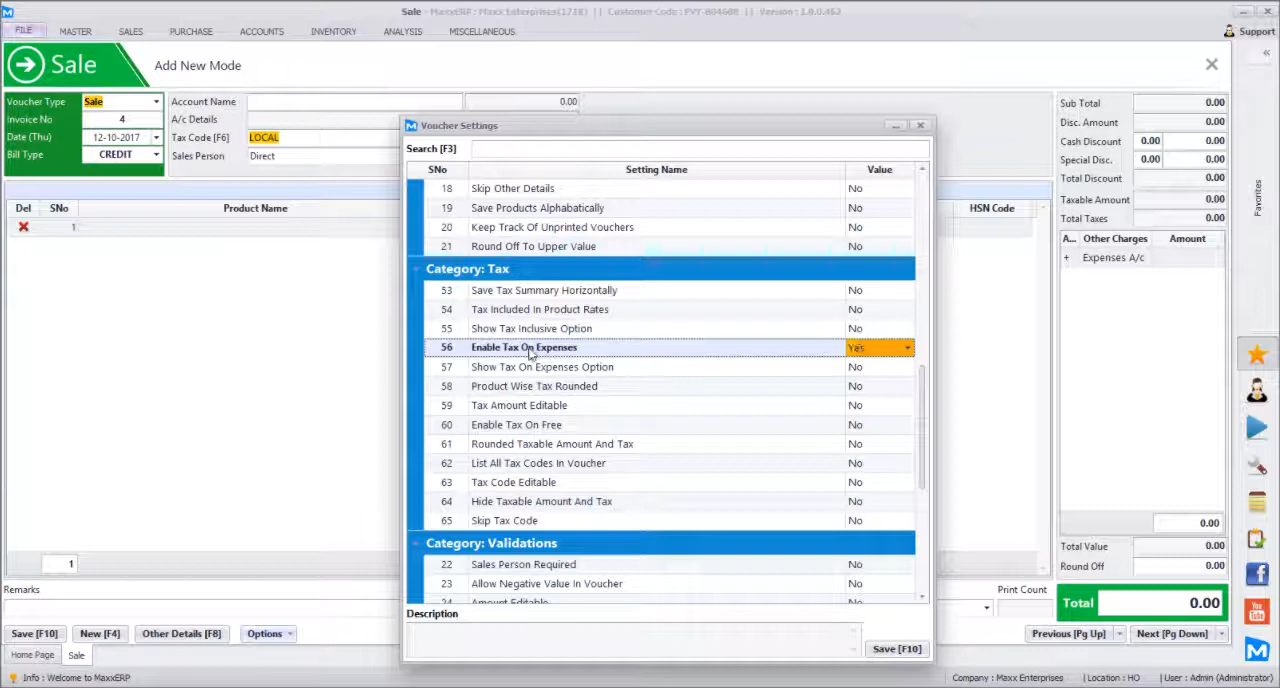 Sale - MaxxERP : Maxx Enterprises(1718) || Customer Code : PVT-804608 || Version : 1.0.0.453
FILE MASTER SALES PURCHASE ACCOUNTS INVENTORY ANALYSIS MISCELLANEOUS Support
Sale Add New Mode
Voucher Type Sale Account Name 0.00
Invoice No 4 A/c Details
Date (Thu) 12-10-2017 Tax Code [F6] LOCAL
Bill Type CREDIT Sales Person Direct
Del SNo Product Name HSN Code
1
1
Remarks
Print Count
Save [F10] New [F4] Other Details [F8] Options Previous [Pg Up] Next [Pg Down]
Home Page Sale
Voucher Settings
Search [F3]
SNo Setting Name Value
18 Skip Other Details No
19 Save Products Alphabetically No
20 Keep Track Of Unprinted Vouchers No
21 Round Off To Upper Value No
Category: Tax
53 Save Tax Summary Horizontally No
54 Tax Included In Product Rates No
55 Show Tax Inclusive Option No
56 Enable Tax On Expenses Yes
57 Show Tax On Expenses Option No
58 Product Wise Tax Rounded No
59 Tax Amount Editable No
60 Enable Tax On Free No
61 Rounded Taxable Amount And Tax No
62 List All Tax Codes In Voucher No
63 Tax Code Editable No
64 Hide Taxable Amount And Tax No
65 Skip Tax Code No
Category: Validations
22 Sales Person Required No
23 Allow Negative Value In Voucher No
24 Amount Editable No
Description
Save [F10]
Sub Total 0.00
Disc. Amount 0.00
Cash Discount 0.00 0.00
Special Disc. 0.00 0.00
Total Discount 0.00
Taxable Amount 0.00
Total Taxes 0.00
A... Other Charges Amount
+ Expenses A/c
0.00
Total Value 0.00
Round Off 0.00
Total 0.00
Favorites
You
Tube
Info : Welcome to MaxxERP Company : Maxx Enterprises | Location : HO | User : Admin (Administrator)